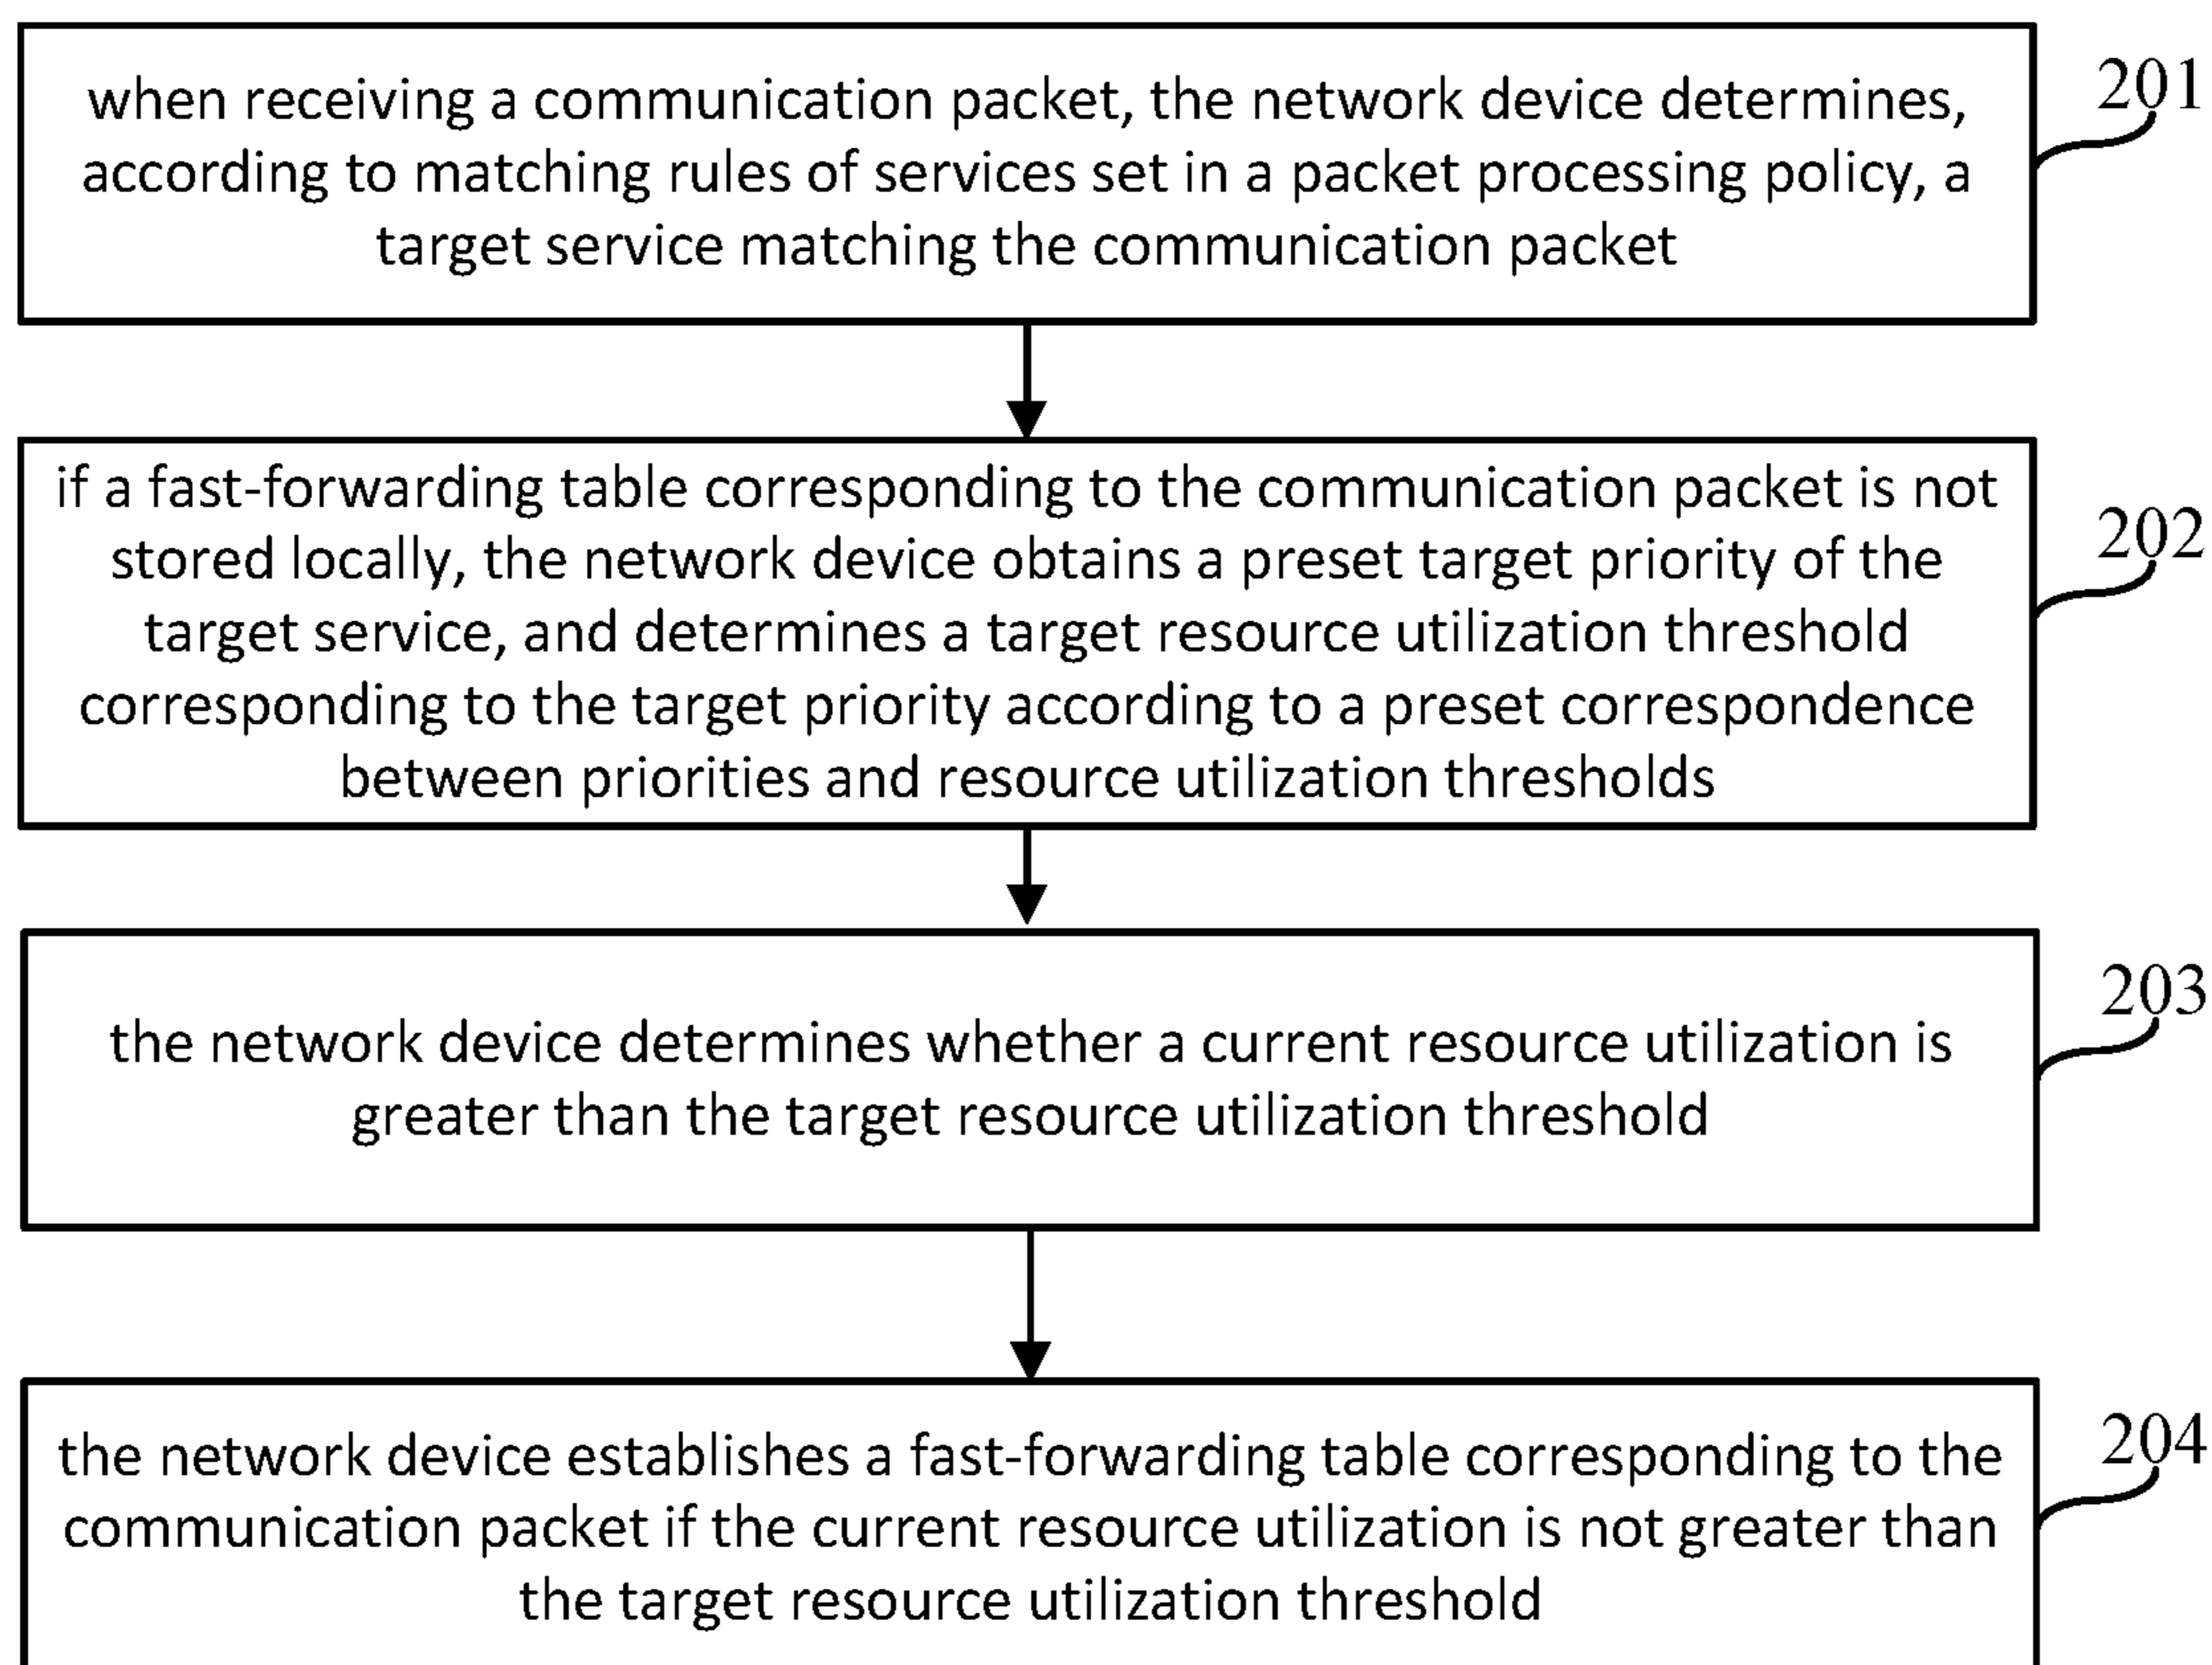 when receiving a communication packet, the network device determines,
according to matching rules of services set in a packet processing policy, a
target service matching the communication packet
201
if a fast-forwarding table corresponding to the communication packet is not
stored locally, the network device obtains a preset target priority of the
target service, and determines a target resource utilization threshold
corresponding to the target priority according to a preset correspondence
between priorities and resource utilization thresholds
202
the network device determines whether a current resource utilization is
greater than the target resource utilization threshold
203
the network device establishes a fast-forwarding table corresponding to the
communication packet if the current resource utilization is not greater than
the target resource utilization threshold
204